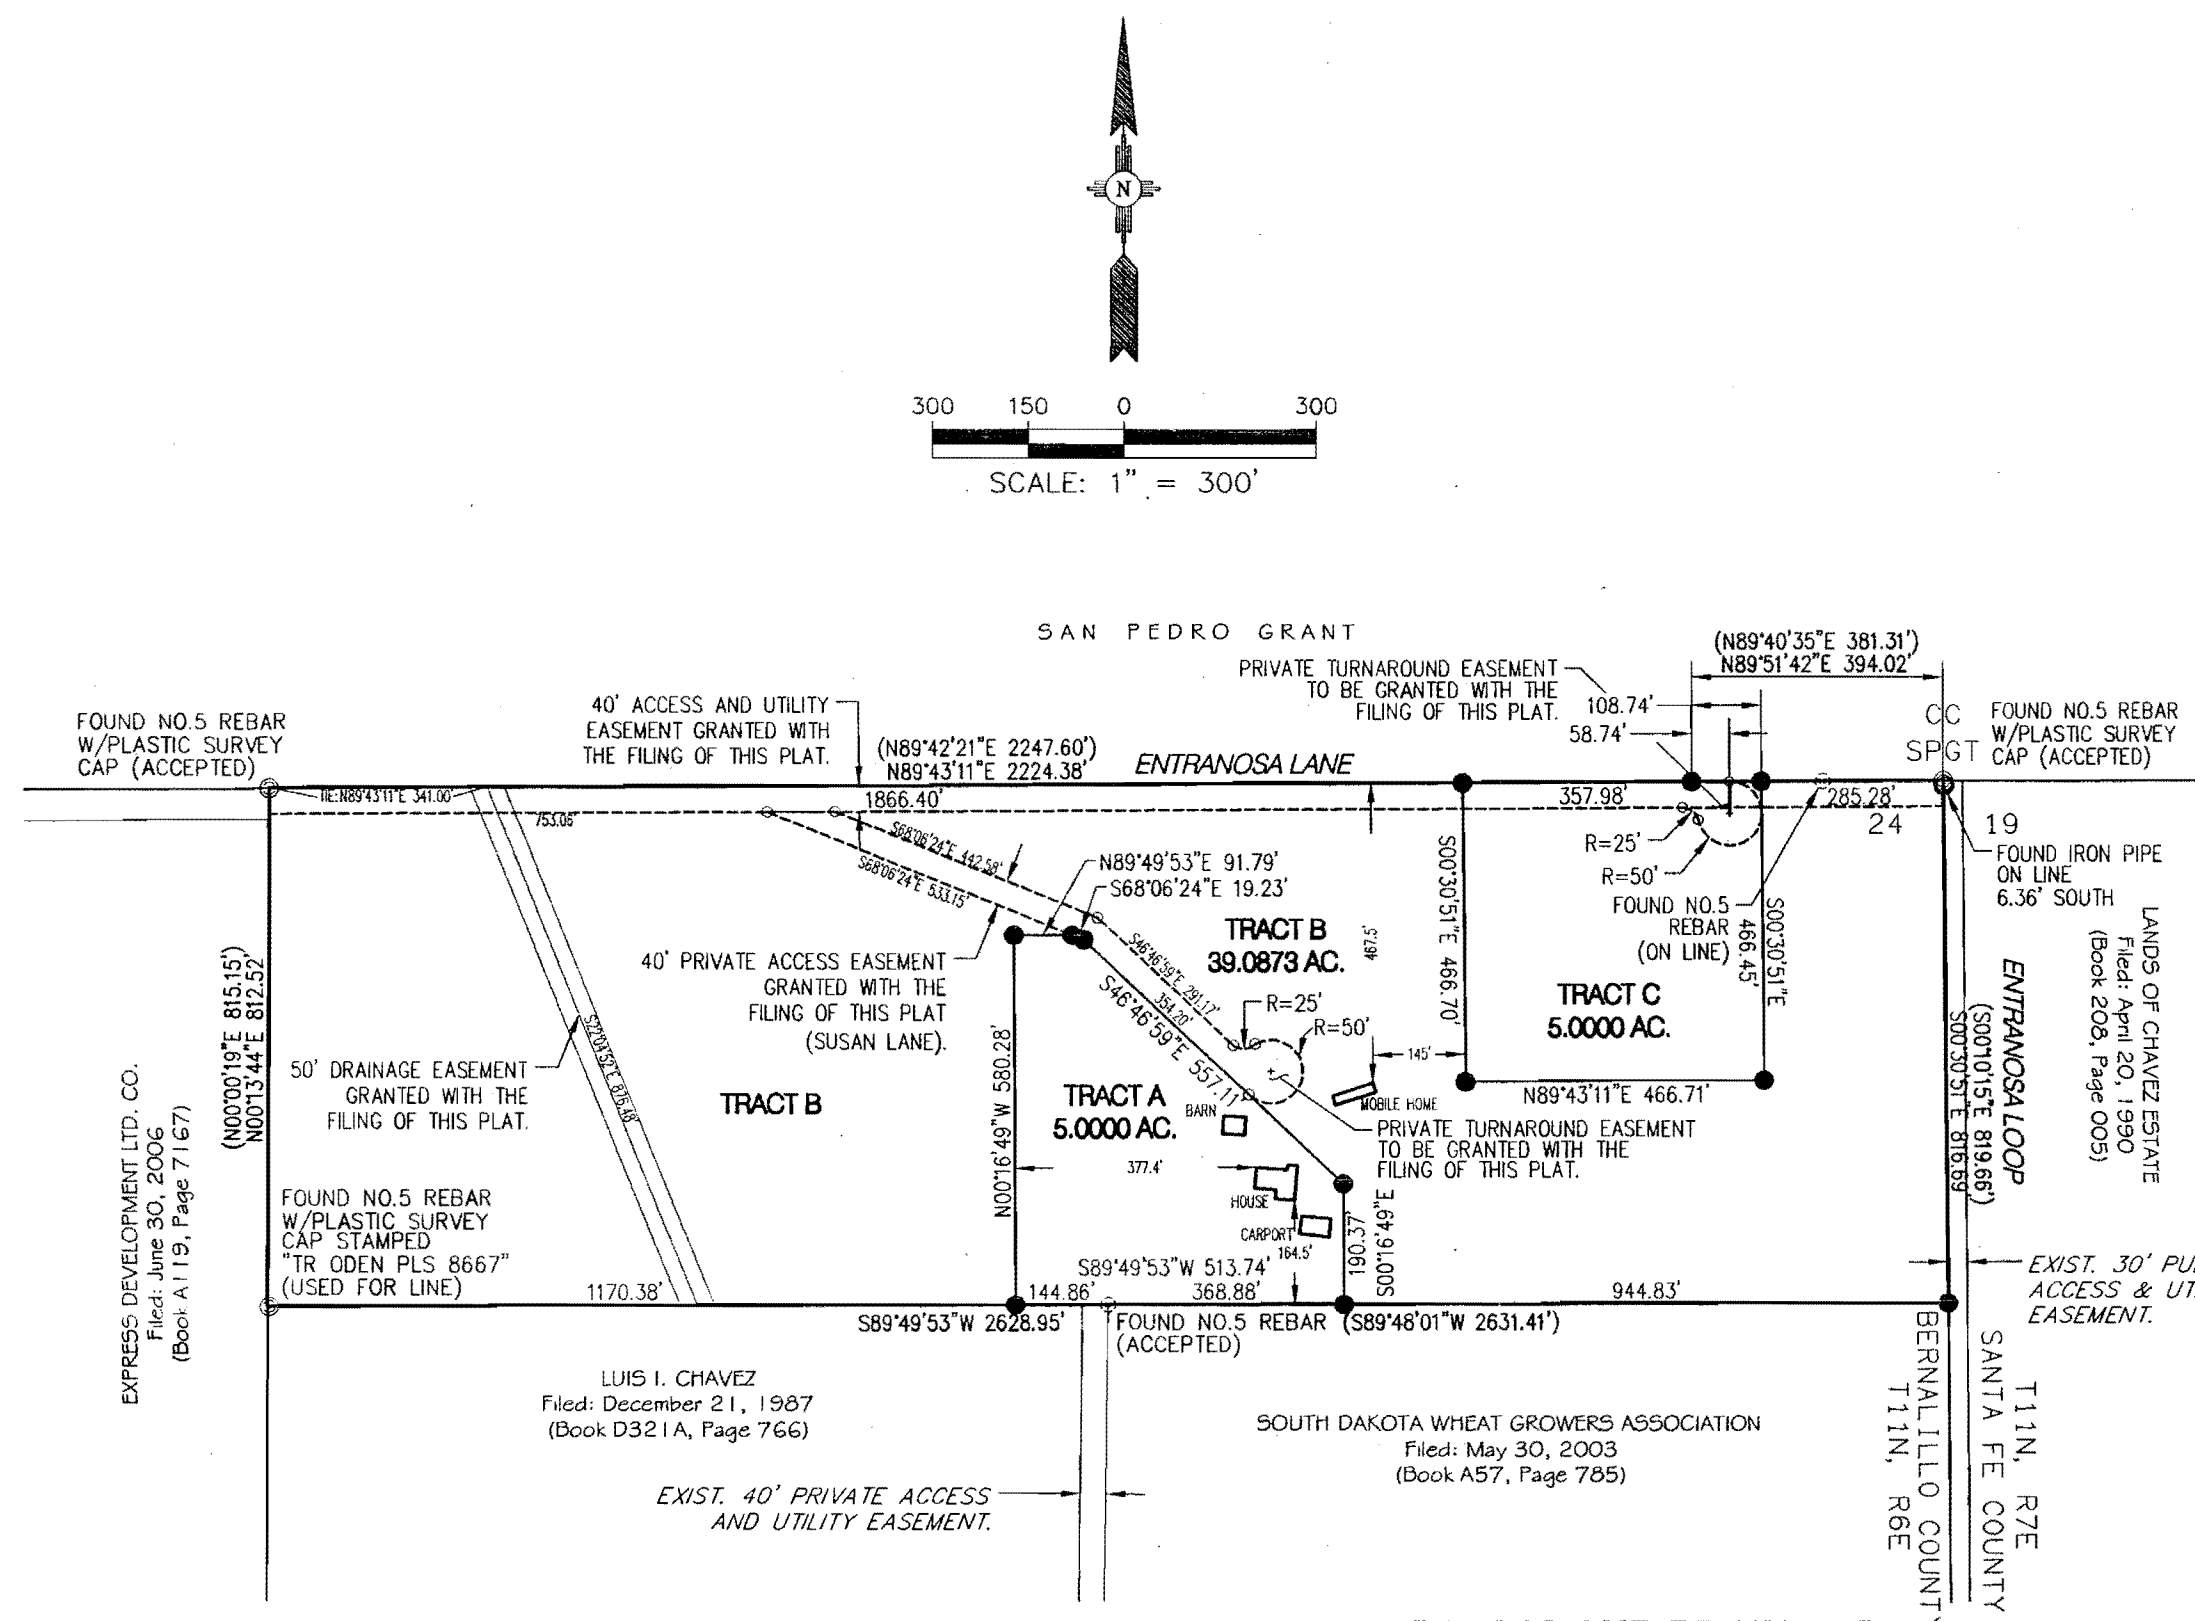 N
300 150 0 300
SCALE: 1" = 300'
SAN PEDRO GRANT
(N89°40'35"E 381.31')
N89°51'42"E 394.02'
PRIVATE TURNAROUND EASEMENT
TO BE GRANTED WITH THE
FILING OF THIS PLAT.
108.74'
58.74'
40' ACCESS AND UTILITY
EASEMENT GRANTED WITH
THE FILING OF THIS PLAT.
FOUND NO.5 REBAR
W/PLASTIC SURVEY
CAP (ACCEPTED)
(N89°42'21"E 2247.60')
N89°43'11"E 2224.38'
ENTRANOSA LANE
CC
SPGT
FOUND NO.5 REBAR
W/PLASTIC SURVEY
CAP (ACCEPTED)
TIE:N89°43'11"E 341.00'
1866.40'
357.98'
285.28'
753.06'
24
19
S68°06'24"E 442.58'
S68°06'24"E 533.15'
N89°49'53"E 91.79'
S68°06'24"E 19.23'
R=25'
R=50'
FOUND IRON PIPE
ON LINE
6.36' SOUTH
FOUND NO.5
REBAR
(ON LINE)
S00°30'51"E 466.70'
S00°30'51"E
466.45'
TRACT B
39.0873 AC.
467.5'
S46°46'59"E 291.17'
354.20'
S46°46'59"E 557.11'
40' PRIVATE ACCESS EASEMENT
GRANTED WITH THE
FILING OF THIS PLAT
(SUSAN LANE).
TRACT C
5.0000 AC.
R=25'
R=50'
145'
N89°43'11"E 466.71'
MOBILE HOME
(N00°00'19"E 815.15')
N00°13'44"E 812.52'
50' DRAINAGE EASEMENT
GRANTED WITH THE
FILING OF THIS PLAT.
S22°04'52"E 876.48'
TRACT B
N00°16'49"W 580.28'
TRACT A
5.0000 AC.
BARN
PRIVATE TURNAROUND EASEMENT
TO BE GRANTED WITH THE
FILING OF THIS PLAT.
377.4'
HOUSE
CARPORT
164.5'
190.37'
S00°16'49"E
ENTRANOSA LOOP
(S00°10'15"E 819.66')
S00°30'51"E 816.69'
LANDS OF CHAVEZ ESTATE
Filed: April 20, 1990
(Book 208, Page 005)
EXPRESS DEVELOPMENT LTD. CO.
Filed: June 30, 2006
(Book A119, Page 7167)
FOUND NO.5 REBAR
W/PLASTIC SURVEY
CAP STAMPED
"TR ODEN PLS 8667"
(USED FOR LINE)
1170.38'
S89°49'53"W 513.74'
144.86'
368.88'
944.83'
S89°49'53"W 2628.95'
(S89°48'01"W 2631.41')
FOUND NO.5 REBAR
(ACCEPTED)
EXIST. 30' PU
ACCESS & UT
EASEMENT.
LUIS I. CHAVEZ
Filed: December 21, 1987
(Book D321A, Page 766)
SOUTH DAKOTA WHEAT GROWERS ASSOCIATION
Filed: May 30, 2003
(Book A57, Page 785)
EXIST. 40' PRIVATE ACCESS
AND UTILITY EASEMENT.
T11N, R6E
BERNALILLO COUNT
SANTA FE COUNTY
T11N, R7E